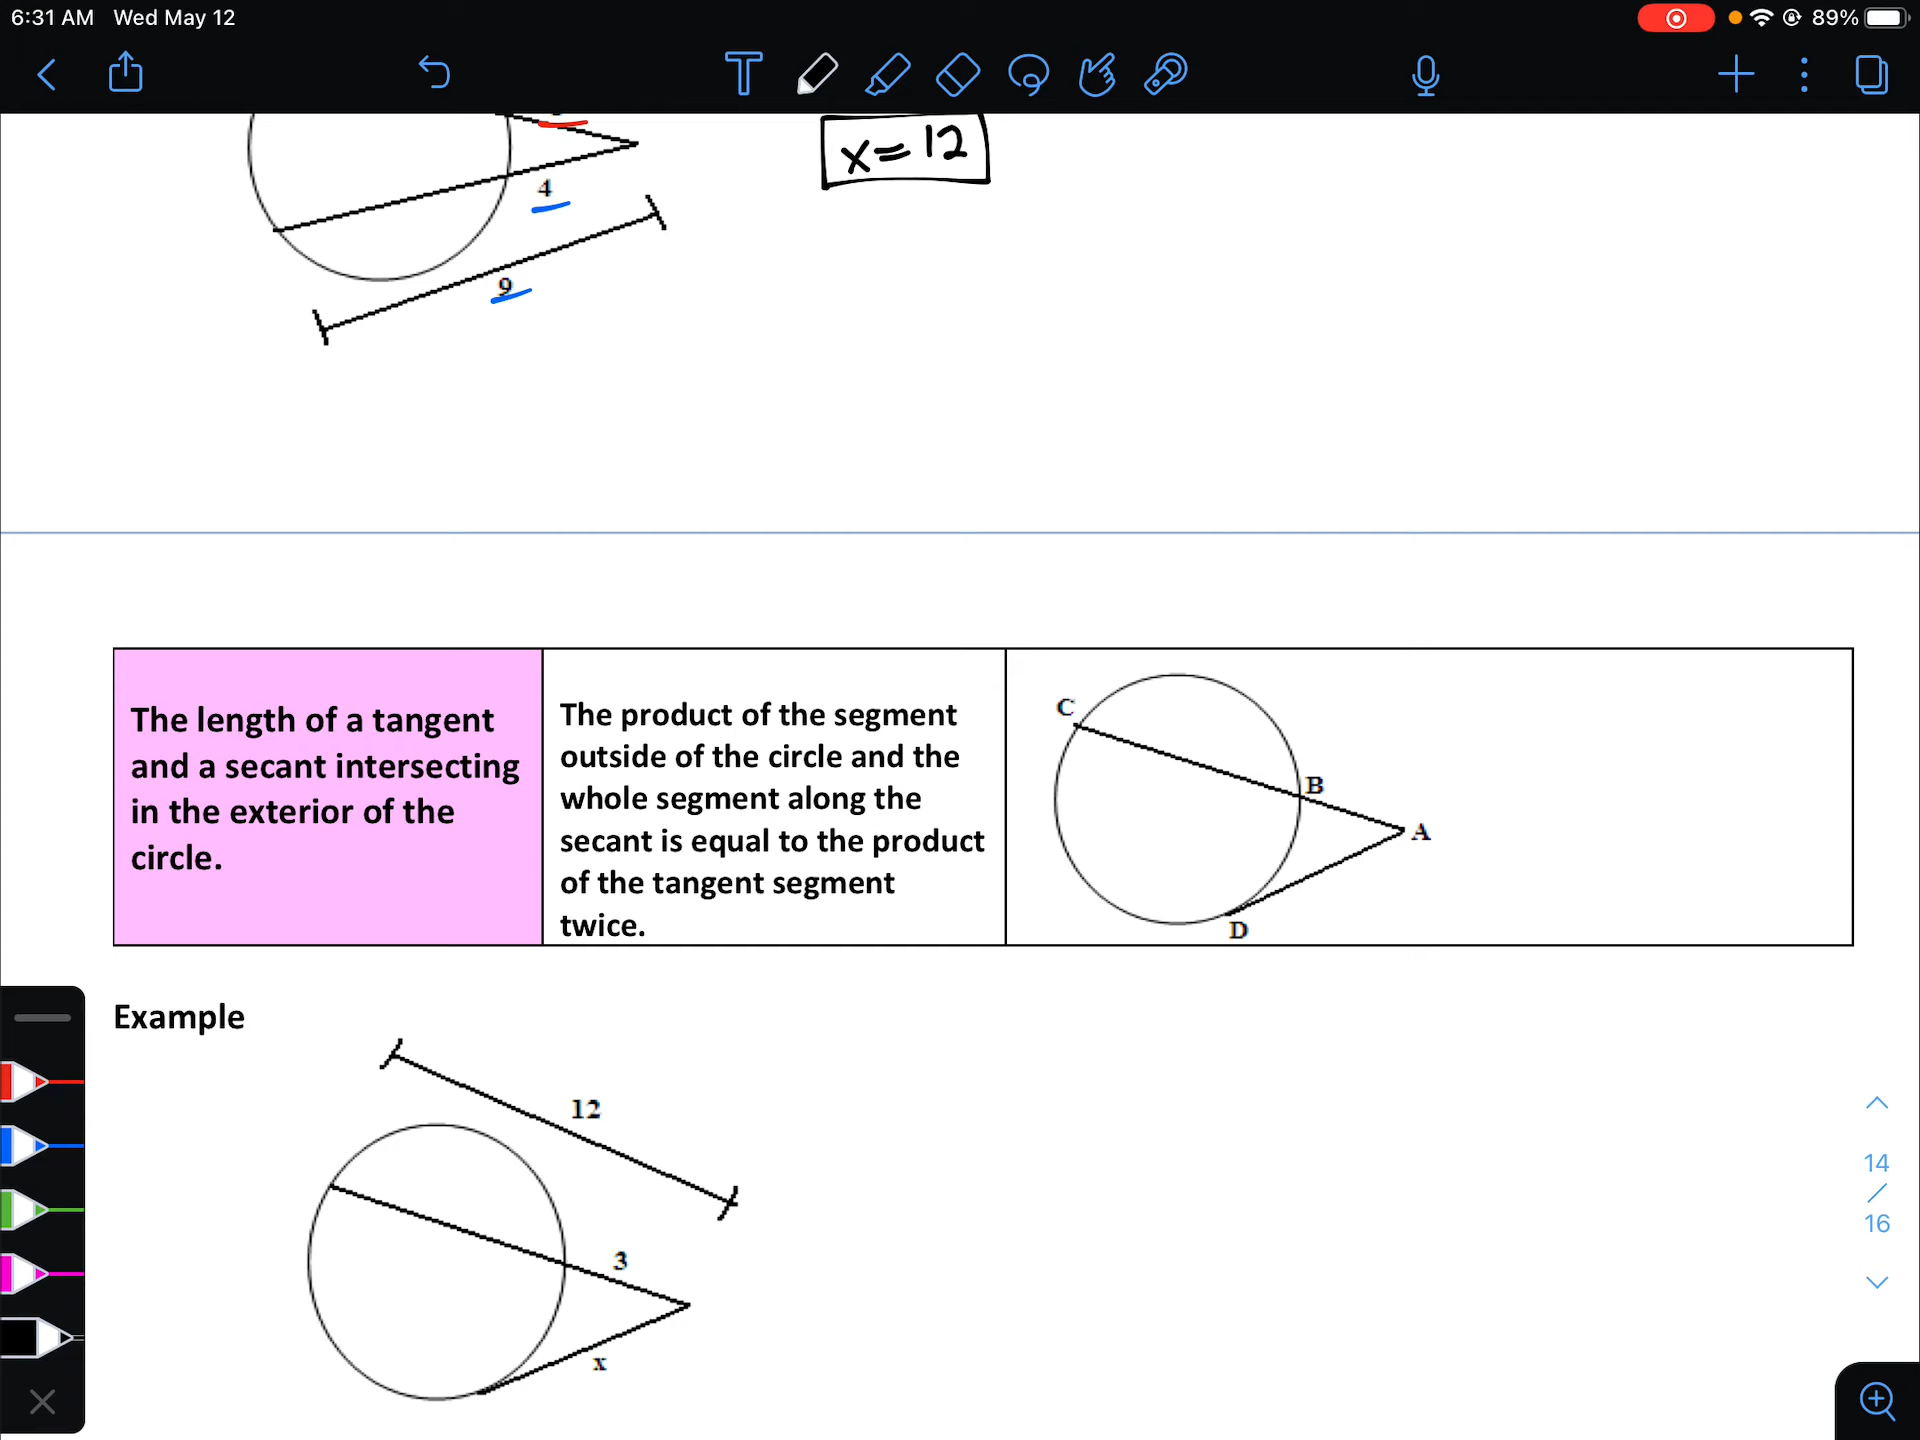 6:31 AM Wed May 12
89%
T
x = 12
4
9
The length of a tangent
and a secant intersecting
in the exterior of the
circle.
The product of the segment
outside of the circle and the
whole segment along the
secant is equal to the product
of the tangent segment
twice.
C
B
A
D
Example
12
3
x
14
/
16